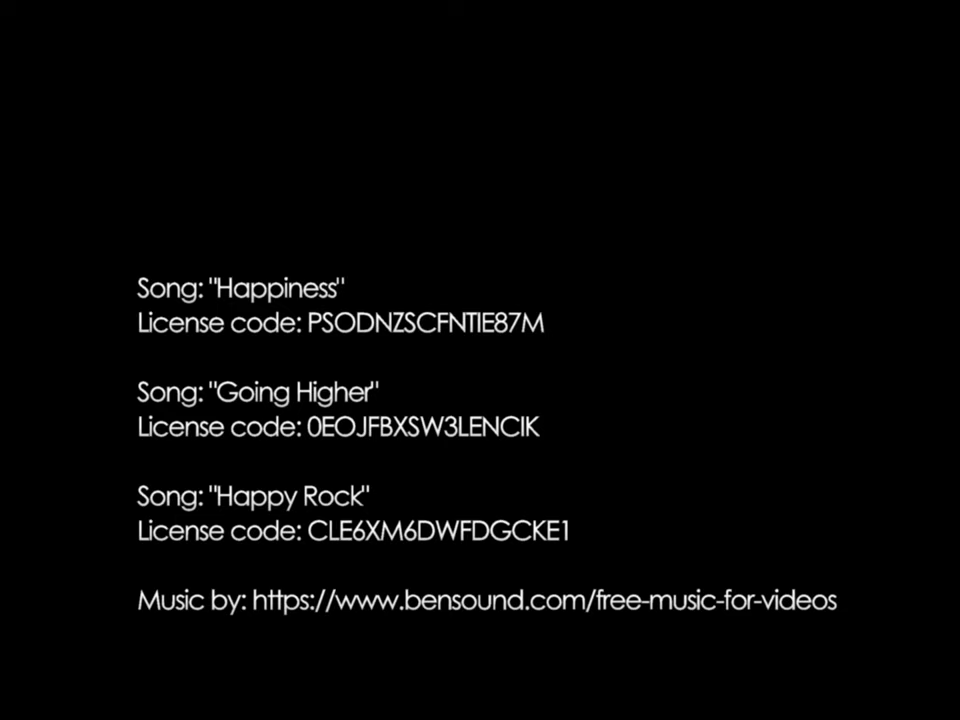 Song: "Happiness"
License code: PSODNZSCFNTIE87M
Song: "Going Higher"
License code: 0EOJFBXSW3LENCIK
Song: "Happy Rock"
License code: CLE6XM6DWFDGCKE1
Music by: https://www.bensound.com/free-music-for-videos